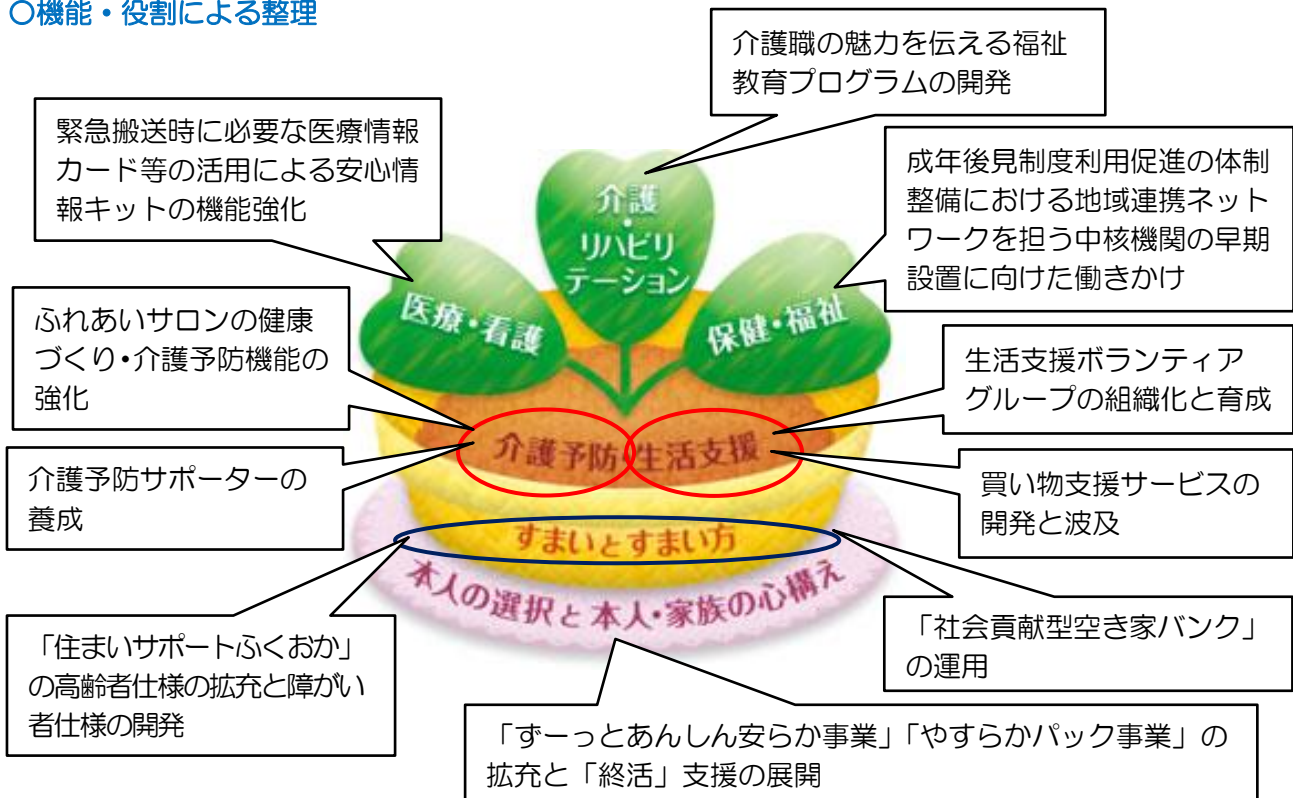 〇機能・役割による整理
介護職の魅力を伝える福祉
教育プログラムの開発
緊急搬送時に必要な医療情報
カード等の活用による安心情
報キットの機能強化
成年後見制度利用促進の体制
整備における地域連携ネット
ワークを担う中核機関の早期
設置に向けた働きかけ
介護
・
リハビリ
テーション
医療・看護
保健・福祉
ふれあいサロンの健康
づくり・介護予防機能の
強化
生活支援ボランティア
グループの組織化と育成
介護予防・生活支援
介護予防サポーターの
養成
買い物支援サービスの
開発と波及
すまいとすまい方
本人の選択と本人・家族の心構え
「住まいサポートふくおか」
の高齢者仕様の拡充と障がい
者仕様の開発
「社会貢献型空き家バンク」
の運用
「ずーっとあんしん安らか事業」「やすらかパック事業」の
拡充と「終活」支援の展開